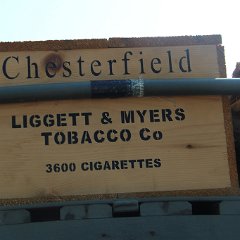 Chesterfield
LIGGETT & MYERS
TOBACCO Co
3600 CIGARETTES